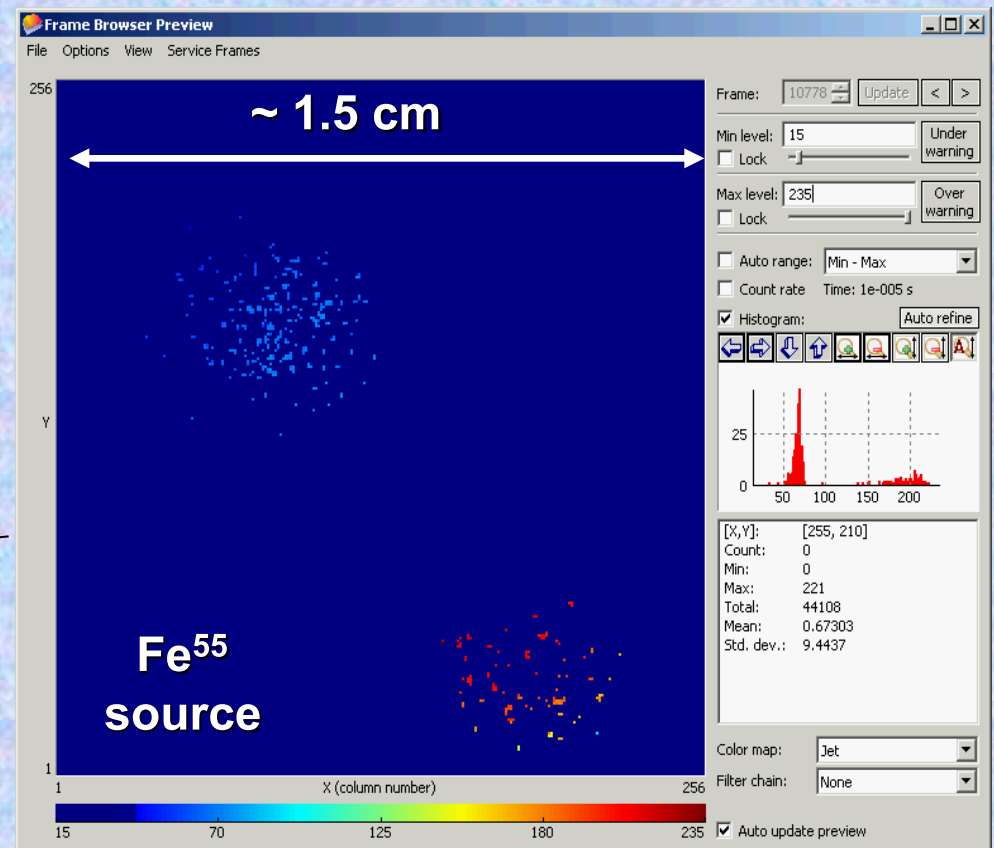 Frame Browser Preview
File Options View Service Frames
256
~ 1.5 cm
Y
Fe⁵⁵
source
1
1 X (column number) 256
15 70 125 180 235
Frame: 10778 Update < >
Min level: 15 Under warning
Lock
Max level: 235 Over warning
Lock
Auto range: Min - Max
Count rate Time: 1e-005 s
Histogram: Auto refine
A
25
0
50 100 150 200
[X,Y]: [255, 210]
Count: 0
Min: 0
Max: 221
Total: 44108
Mean: 0.67303
Std. dev.: 9.4437
Color map: Jet
Filter chain: None
Auto update preview